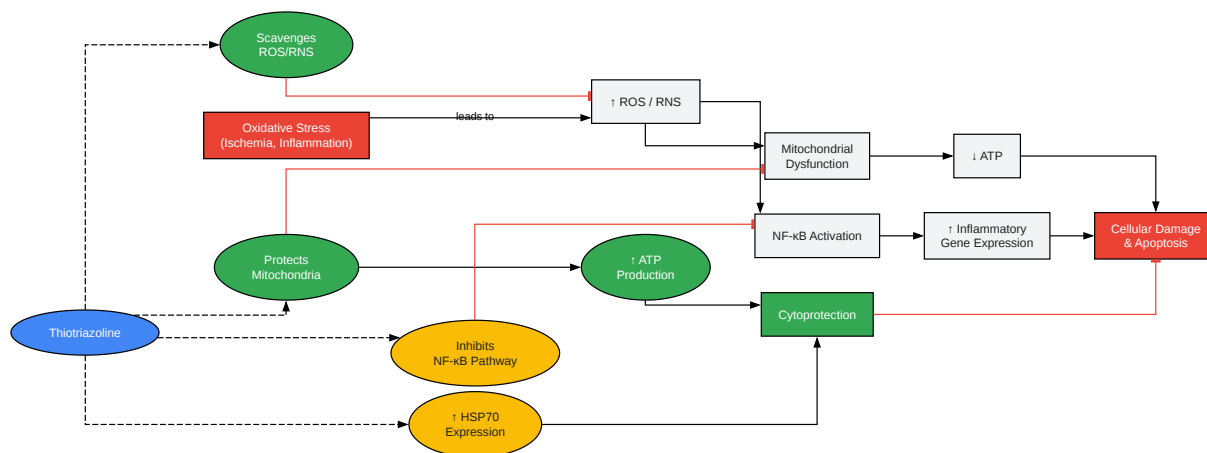 Scavenges
ROS/RNS
↑ ROS / RNS
leads to
Oxidative Stress
(Ischemia, Inflammation)
Mitochondrial
Dysfunction
↓ ATP
NF-κB Activation
↑ Inflammatory
Gene Expression
Cellular Damage
& Apoptosis
Protects
Mitochondria
↑ ATP
Production
Cytoprotection
Thiotriazoline
Inhibits
NF-κB Pathway
↑ HSP70
Expression